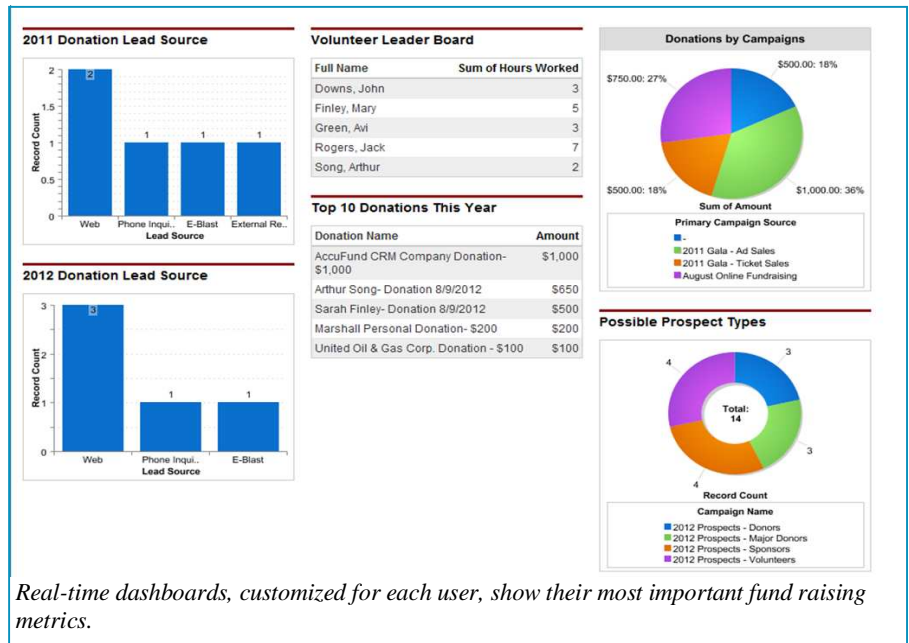 2011 Donation Lead Source
2
1.5
1
0.5
0
Record Count
2
1
1
1
Web
Phone Inqui..
E-Blast
External Re..
Lead Source
2012 Donation Lead Source
3
2
1
0
Record Count
3
1
1
Web
Phone Inqui..
E-Blast
Lead Source
Volunteer Leader Board
Full Name Sum of Hours Worked
Downs, John 3
Finley, Mary 5
Green, Avi 3
Rogers, Jack 7
Song, Arthur 2
Top 10 Donations This Year
Donation Name Amount
AccuFund CRM Company Donation- $1,000
$1,000
Arthur Song- Donation 8/9/2012 $650
Sarah Finley- Donation 8/9/2012 $500
Marshall Personal Donation- $200 $200
United Oil & Gas Corp. Donation - $100 $100
Donations by Campaigns
$500.00: 18%
$750.00: 27%
$500.00: 18%
$1,000.00: 36%
Sum of Amount
Primary Campaign Source
-
2011 Gala - Ad Sales
2011 Gala - Ticket Sales
August Online Fundraising
Possible Prospect Types
3
4
Total:
14
3
4
Record Count
Campaign Name
2012 Prospects - Donors
2012 Prospects - Major Donors
2012 Prospects - Sponsors
2012 Prospects - Volunteers
Real-time dashboards, customized for each user, show their most important fund raising
metrics.